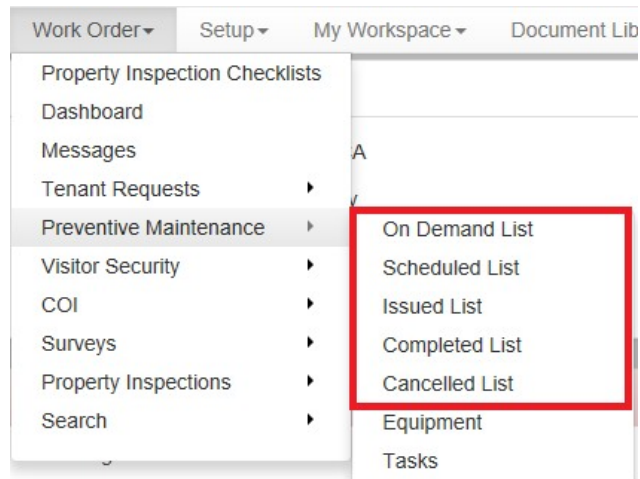 Work Order Setup My Workspace Document Lib
Property Inspection Checklists
Dashboard
Messages
Tenant Requests
Preventive Maintenance
Visitor Security
COI
Surveys
Property Inspections
Search
On Demand List
Scheduled List
Issued List
Completed List
Cancelled List
Equipment
Tasks